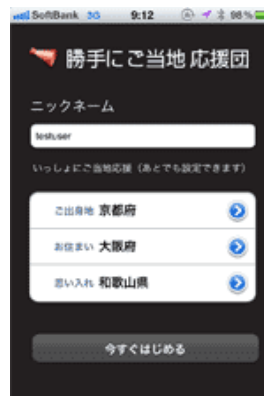 SoftBank 3G 9:12 98%
勝手にご当地応援団
ニックネーム
testuser
いっしょにご当地応援（あとでも設定できます）
ご出身地 京都府
お住まい 大阪府
思い入れ 和歌山県
今すぐはじめる